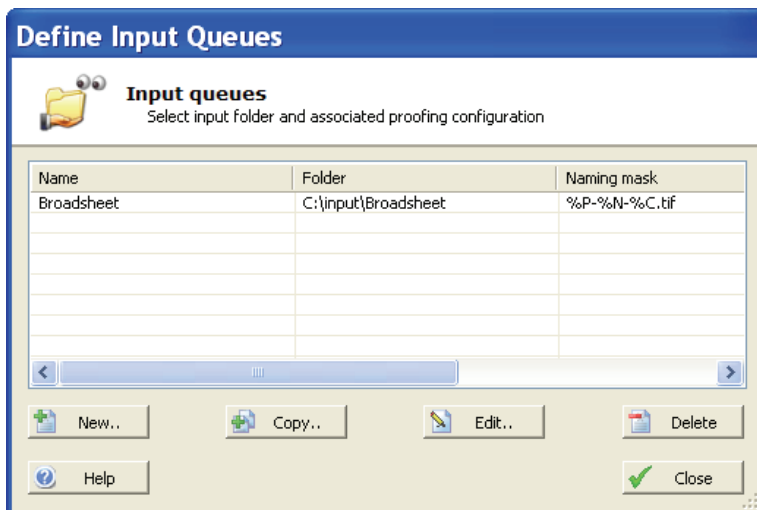 Define Input Queues
Input queues
Select input folder and associated proofing configuration
Name Folder Naming mask
Broadsheet C:\input\Broadsheet %P-%N-%C.tif
New.. Copy.. Edit.. Delete
Help Close